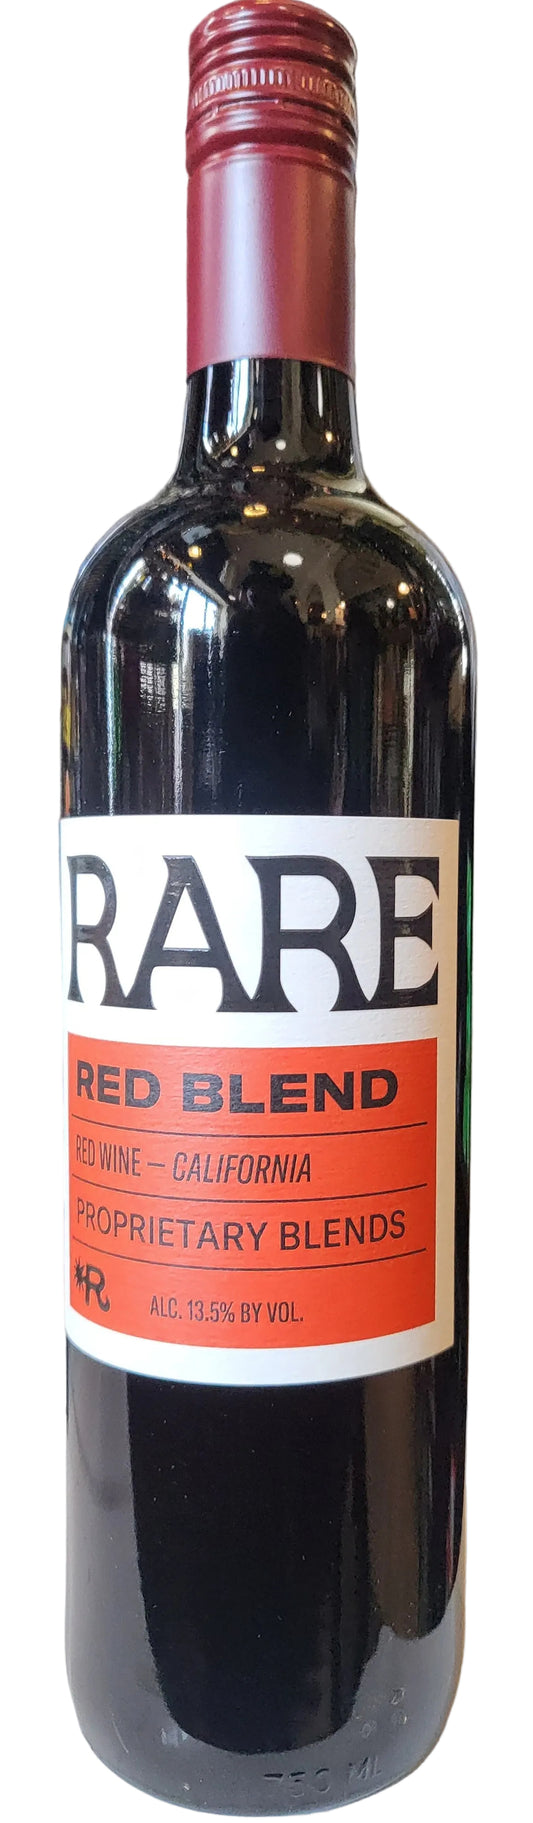 RARE
RED BLEND
RED WINE – CALIFORNIA
PROPRIETARY BLENDS
*R
ALC. 13.5% BY VOL.
750 ML